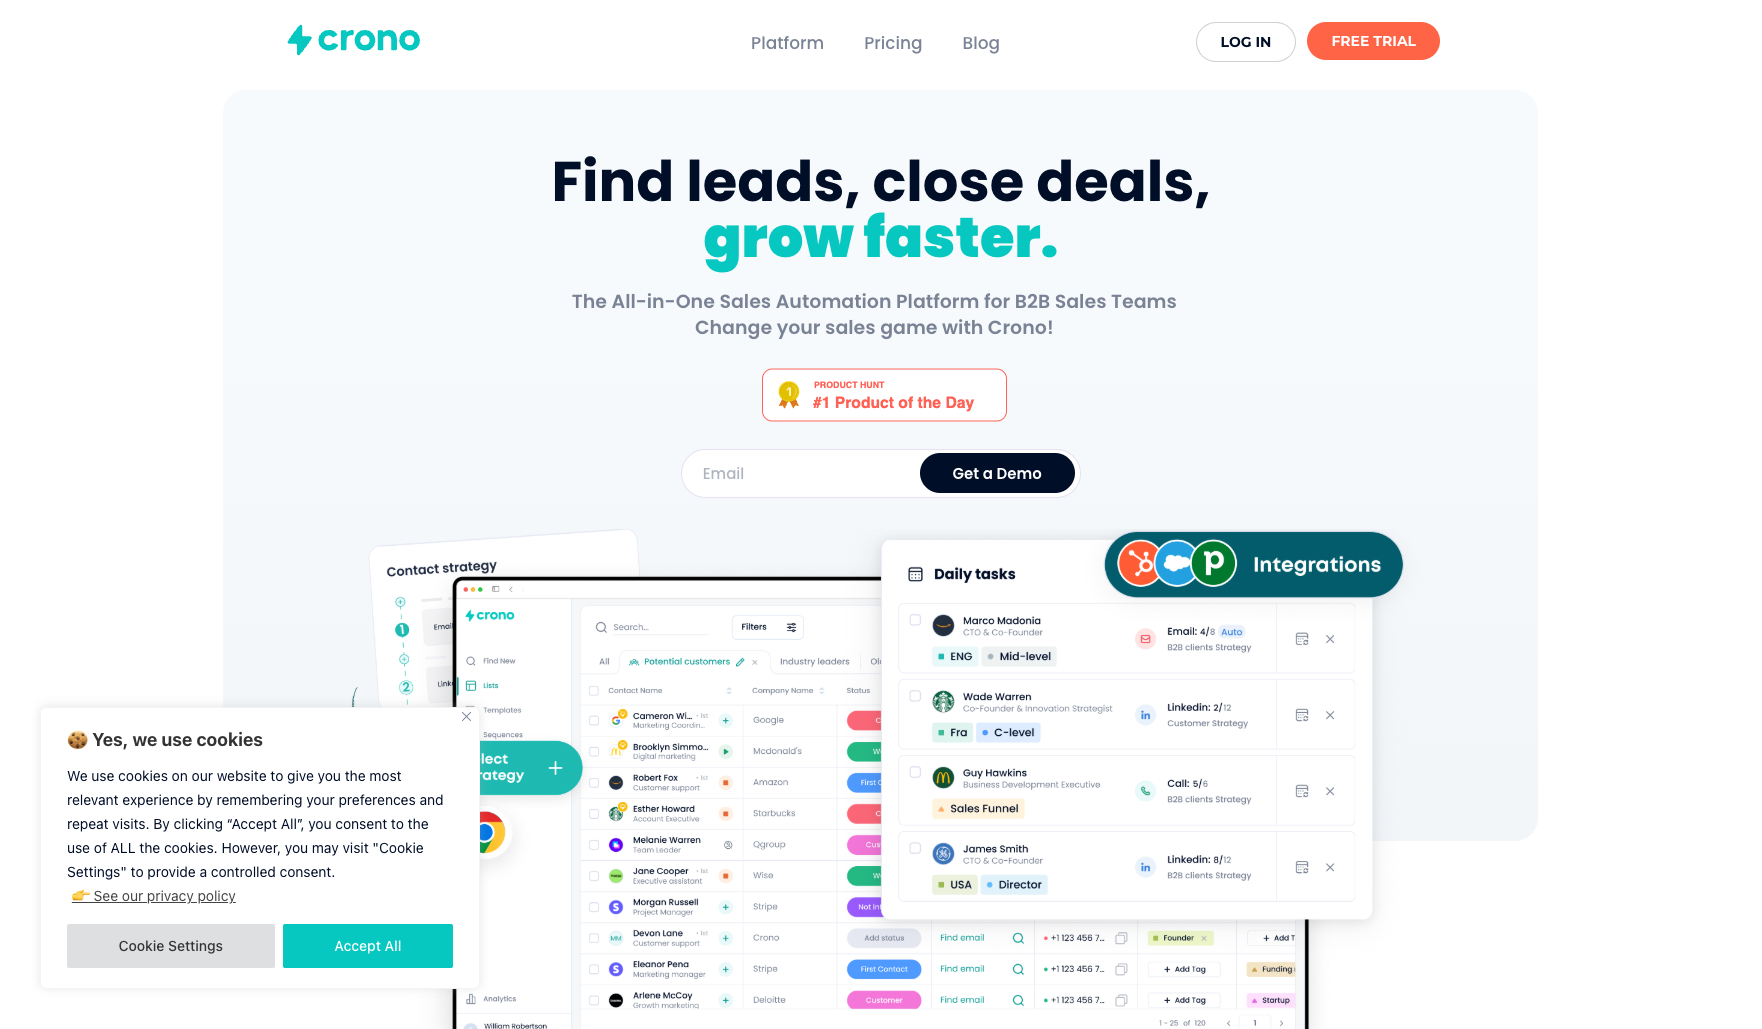 crono
Platform
Pricing
Blog
LOG IN
FREE TRIAL
Find leads, close deals,
grow faster.
The All-in-One Sales Automation Platform for B2B Sales Teams
Change your sales game with Crono!
PRODUCT HUNT
1
#1 Product of the Day
Email
Get a Demo
Contact strategy
1
Email
2
Integrations
Daily tasks
Marco Madonia
CTO & Co-Founder
ENG
Mid-level
Email: 4/8 Auto
B2B clients Strategy
Wade Warren
Co-Founder & Innovation Strategist
Fra
C-level
Linkedin: 2/12
Customer Strategy
Guy Hawkins
Business Development Executive
Sales Funnel
Call: 5/6
B2B clients Strategy
James Smith
CTO & Co-Founder
USA
Director
Linkedin: 8/12
B2B clients Strategy
crono
Find New
Lists
Templates
Sequences
Analytics
William Robertson
Search...
Filters
All
Potential customers
Industry leaders
Contact Name
Company Name
Status
Cameron Wi... • 1st
Marketing Coordin...
Google
Brooklyn Simmo...
Digital marketing
Mcdonald's
Robert Fox • 1st
Customer support
Amazon
Esther Howard
Account Executive
Starbucks
Melanie Warren
Team Leader
Qgroup
Jane Cooper • 1st
Executive assistant
Wise
Morgan Russell
Project Manager
Stripe
MM
Devon Lane • 1st
Customer support
Crono
Add status
Find email
+1 123 456 7...
Founder
+ Add T
Eleanor Pena
Marketing manager
Stripe
First Contact
Find email
+1 123 456 7...
+ Add Tag
Funding
Arlene McCoy
Growth marketing
Deloitte
Customer
Find email
+1 123 456 7...
+ Add Tag
Startup
1 - 25 of 120
1
🍪 Yes, we use cookies
We use cookies on our website to give you the most
relevant experience by remembering your preferences and
repeat visits. By clicking “Accept All”, you consent to the
use of ALL the cookies. However, you may visit "Cookie
Settings" to provide a controlled consent.
👉 See our privacy policy
Cookie Settings
Accept All